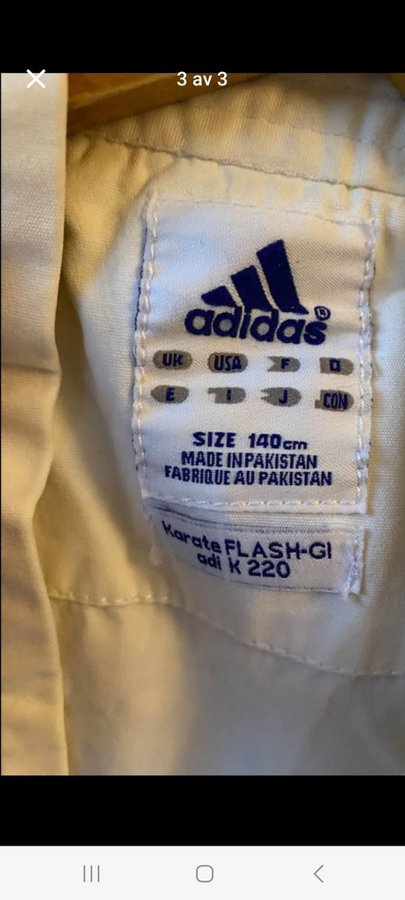 3 av 3
adidas®
UK USA F D
E I J CON
SIZE 140cm
MADE IN PAKISTAN
FABRIQUE AU PAKISTAN
Karate FLASH-GI
adi K 220